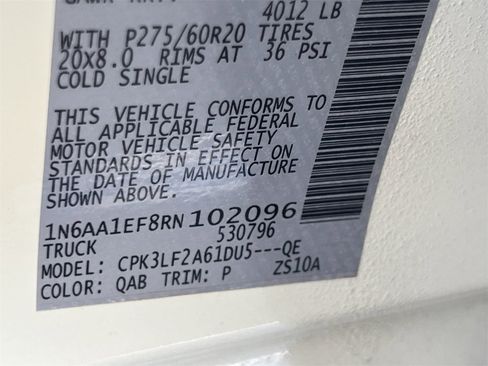 4012 LB
WITH P275/60R20 TIRES
20X8.0 RIMS AT 36 PSI
COLD SINGLE
THIS VEHICLE CONFORMS TO
ALL APPLICABLE FEDERAL
MOTOR VEHICLE SAFETY
STANDARDS IN EFFECT ON
THE DATE OF MANUFACTURE
SHOWN ABOVE.
1N6AA1EF8RN102096
TRUCK 530796
MODEL: CPK3LF2A61DU5---QE
COLOR: QAB TRIM: P ZS10A